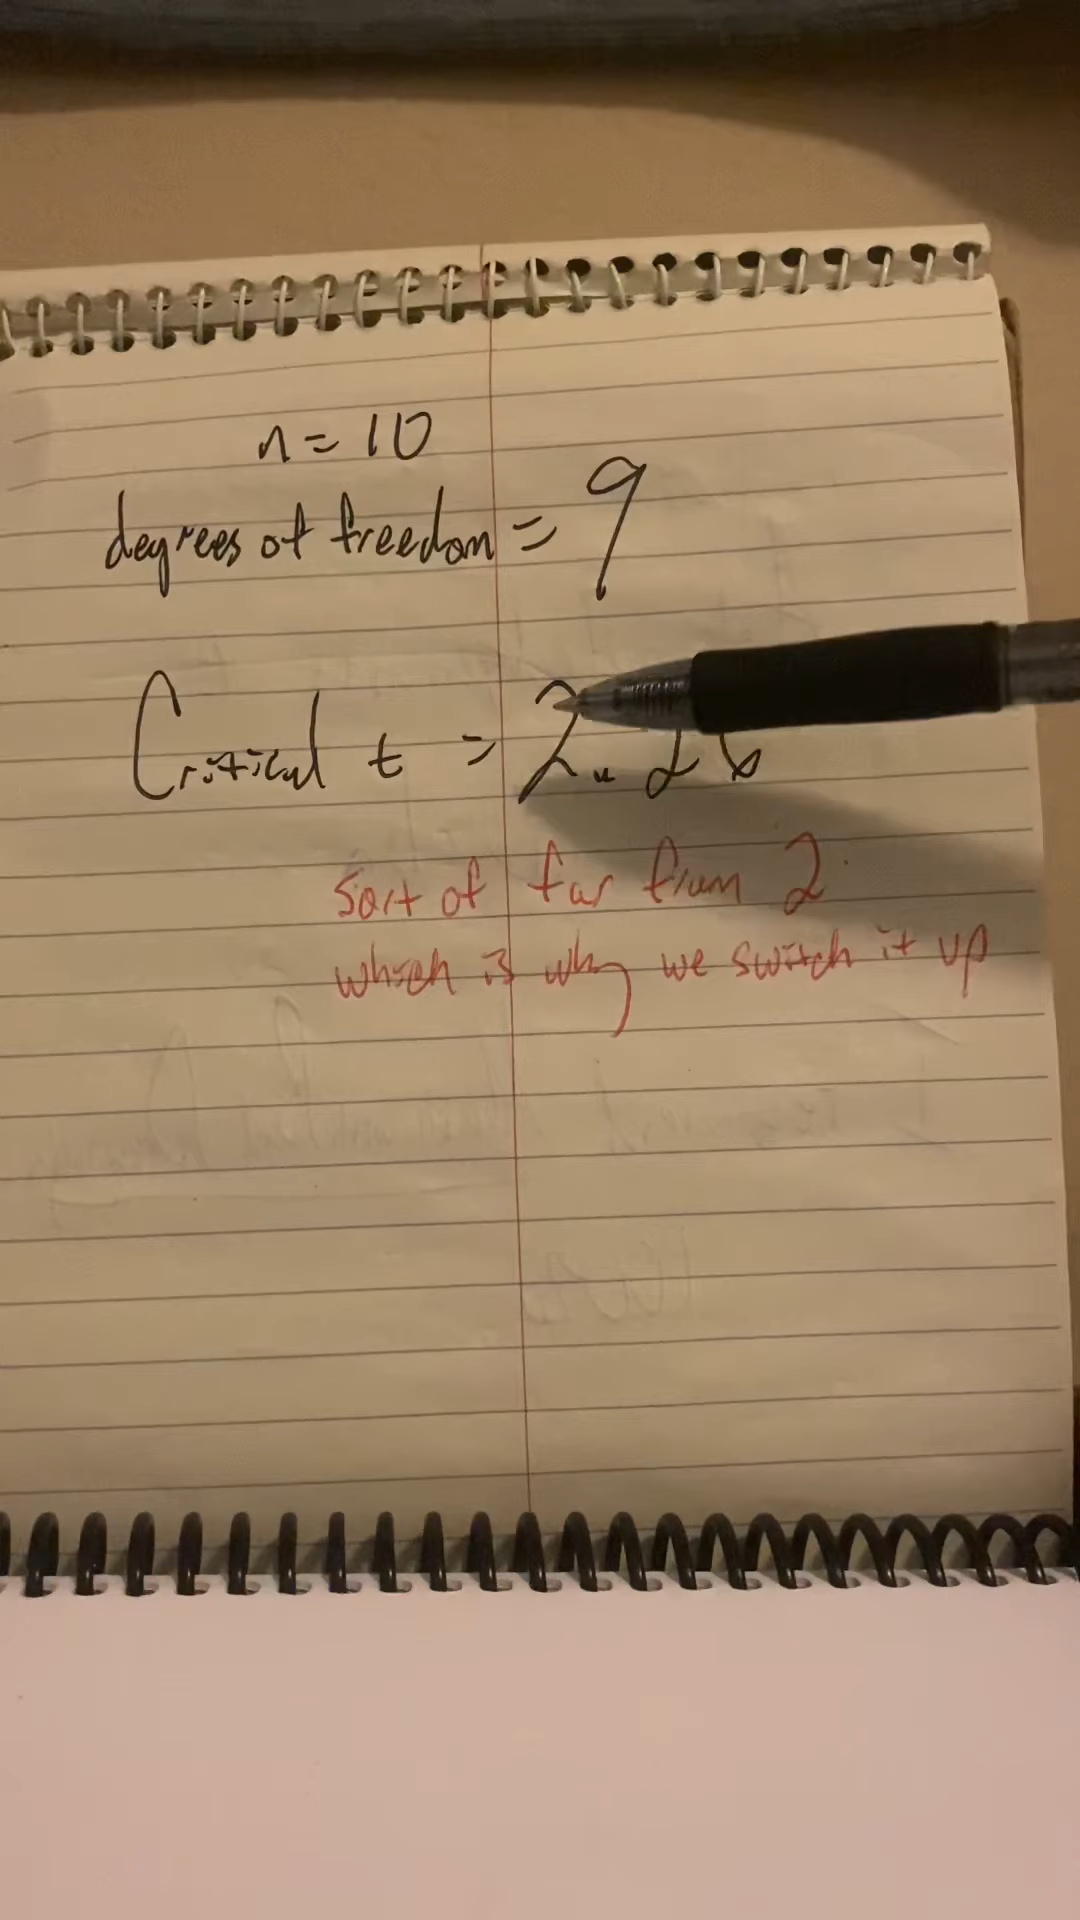 n = 10
degrees of freedom = 9
Critical t = 2.26
sort of far from 2
which is why we switch it up